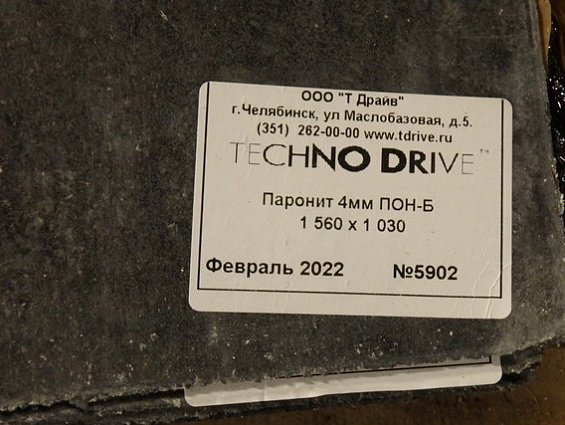 ООО "Т Драйв"
г.Челябинск, ул Маслобазовая, д.5.
(351) 262-00-00 www.tdrive.ru
TECHNO DRIVE™
Паронит 4мм ПОН-Б
1 560 x 1 030
Февраль 2022 №5902